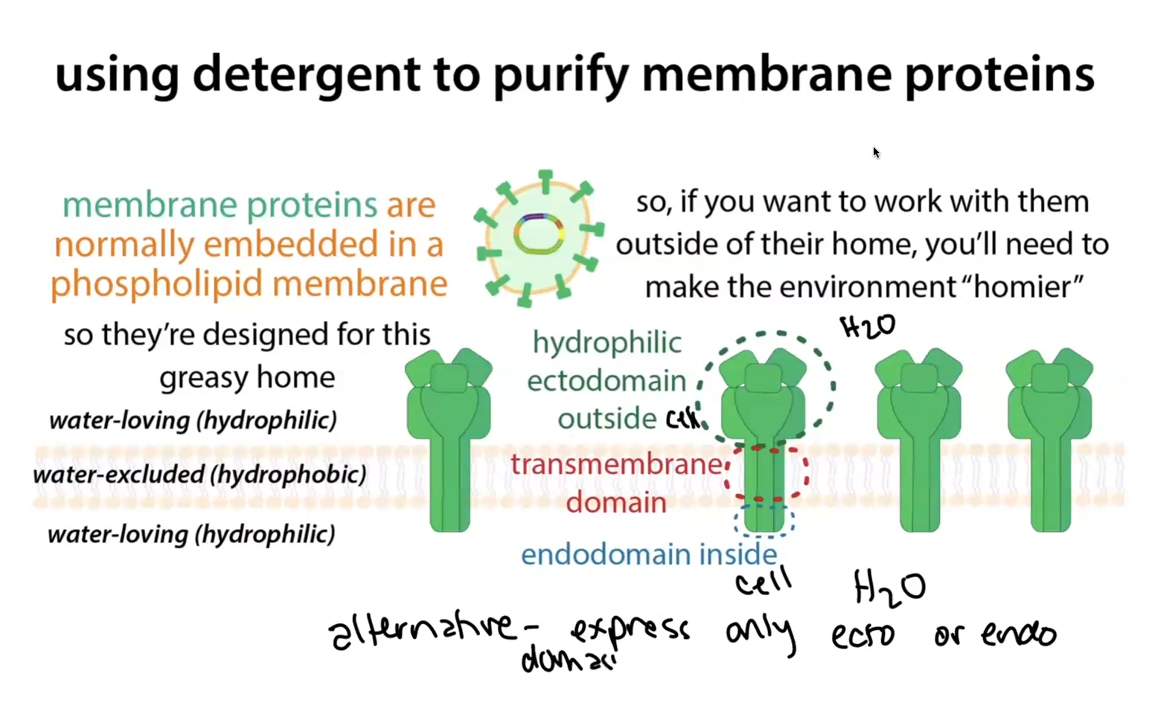 using detergent to purify membrane proteins
membrane proteins are
normally embedded in a
phospholipid membrane
so, if you want to work with them
outside of their home, you'll need to
make the environment "homier"
so they're designed for this
greasy home
water-loving (hydrophilic)
water-excluded (hydrophobic)
water-loving (hydrophilic)
H2O
hydrophilic
ectodomain
outside cell
transmembrane
domain
endodomain inside
cell
H2O
alternative - express only ecto or endo